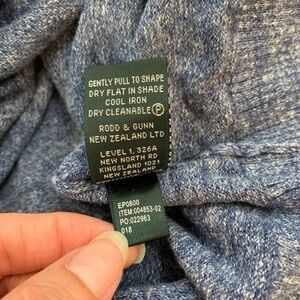 GENTLY PULL TO SHAPE
DRY FLAT IN SHADE
COOL IRON
DRY CLEANABLE Ⓟ
RODD & GUNN
NEW ZEALAND LTD
LEVEL 1, 326A
NEW NORTH RD
KINGSLAND 1021
NEW ZEALAND
EP0800
ITEM:004853-02
PO:022963
018